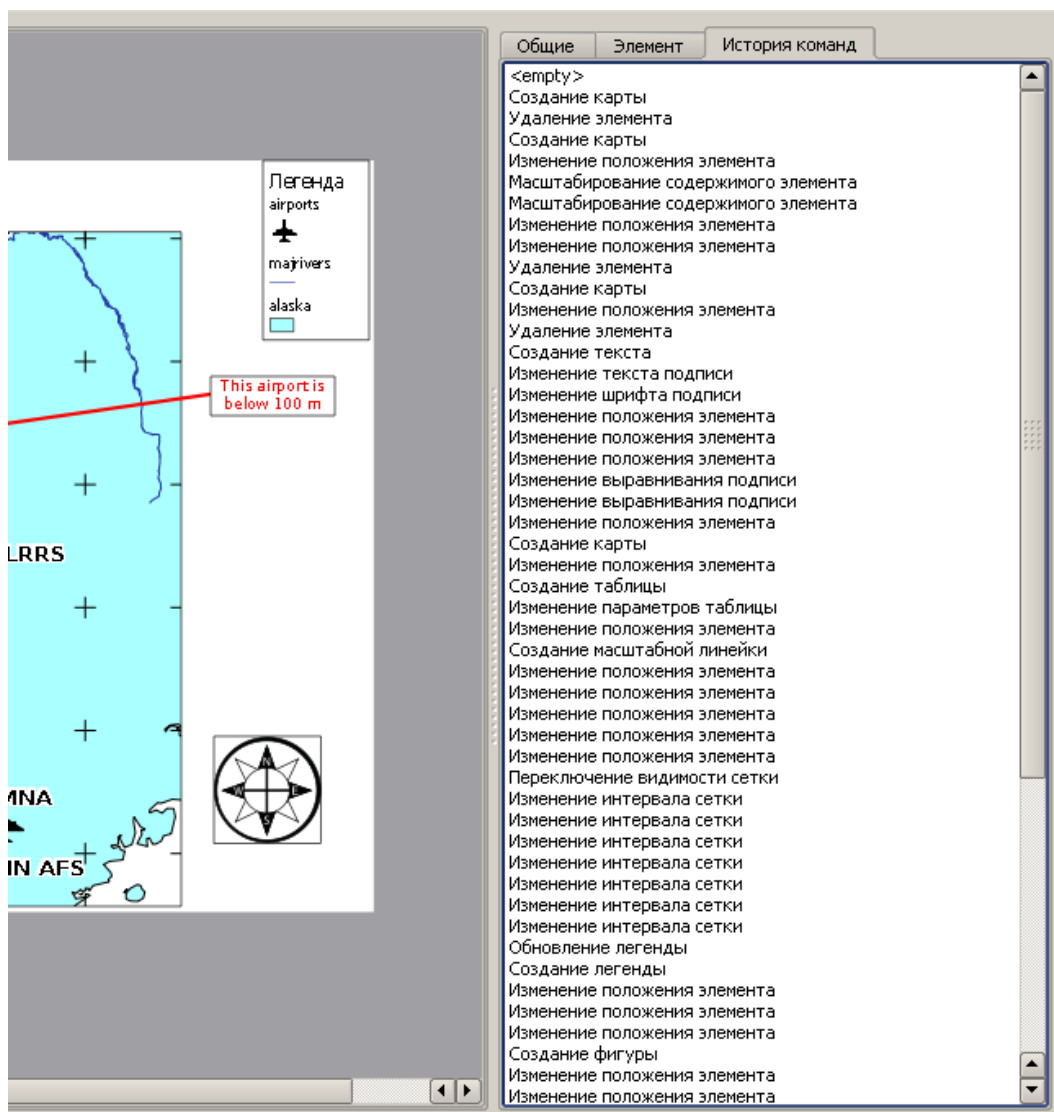 Общие
Элемент
История команд
<empty>
Создание карты
Удаление элемента
Создание карты
Изменение положения элемента
Масштабирование содержимого элемента
Масштабирование содержимого элемента
Изменение положения элемента
Изменение положения элемента
Удаление элемента
Создание карты
Изменение положения элемента
Удаление элемента
Создание текста
Изменение текста подписи
Изменение шрифта подписи
Изменение положения элемента
Изменение положения элемента
Изменение положения элемента
Изменение выравнивания подписи
Изменение выравнивания подписи
Изменение положения элемента
Создание карты
Изменение положения элемента
Создание таблицы
Изменение параметров таблицы
Изменение положения элемента
Создание масштабной линейки
Изменение положения элемента
Изменение положения элемента
Изменение положения элемента
Изменение положения элемента
Изменение положения элемента
Переключение видимости сетки
Изменение интервала сетки
Изменение интервала сетки
Изменение интервала сетки
Изменение интервала сетки
Изменение интервала сетки
Изменение интервала сетки
Изменение интервала сетки
Обновление легенды
Создание легенды
Изменение положения элемента
Изменение положения элемента
Изменение положения элемента
Создание фигуры
Изменение положения элемента
Изменение положения элемента
Легенда
airports
majrivers
alaska
This airport is
below 100 m
LRRS
MNA
IN AFS
N
W
E
S